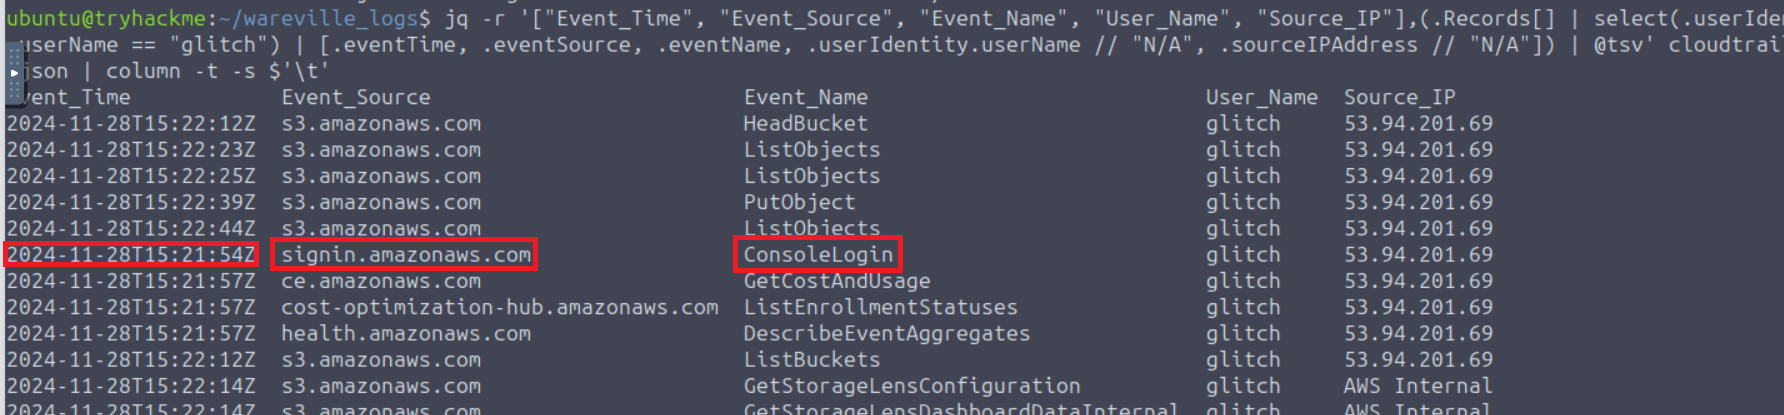 ubuntu@tryhackme:~/wareville_logs$ jq -r '["Event_Time", "Event_Source", "Event_Name", "User_Name", "Source_IP"],(.Records[] | select(.userIden
userName == "glitch") | [.eventTime, .eventSource, .eventName, .userIdentity.userName // "N/A", .sourceIPAddress // "N/A"]) | @tsv' cloudtrail
json | column -t -s $'\t'
vent_Time Event_Source Event_Name User_Name Source_IP
2024-11-28T15:22:12Z s3.amazonaws.com HeadBucket glitch 53.94.201.69
2024-11-28T15:22:23Z s3.amazonaws.com ListObjects glitch 53.94.201.69
2024-11-28T15:22:25Z s3.amazonaws.com ListObjects glitch 53.94.201.69
2024-11-28T15:22:39Z s3.amazonaws.com PutObject glitch 53.94.201.69
2024-11-28T15:22:44Z s3.amazonaws.com ListObjects glitch 53.94.201.69
2024-11-28T15:21:54Z signin.amazonaws.com ConsoleLogin glitch 53.94.201.69
2024-11-28T15:21:57Z ce.amazonaws.com GetCostAndUsage glitch 53.94.201.69
2024-11-28T15:21:57Z cost-optimization-hub.amazonaws.com ListEnrollmentStatuses glitch 53.94.201.69
2024-11-28T15:21:57Z health.amazonaws.com DescribeEventAggregates glitch 53.94.201.69
2024-11-28T15:22:12Z s3.amazonaws.com ListBuckets glitch 53.94.201.69
2024-11-28T15:22:14Z s3.amazonaws.com GetStorageLensConfiguration glitch AWS Internal
2024-11-28T15:22:14Z s3.amazonaws.com GetStorageLensDashboardDataInternal glitch AWS Internal